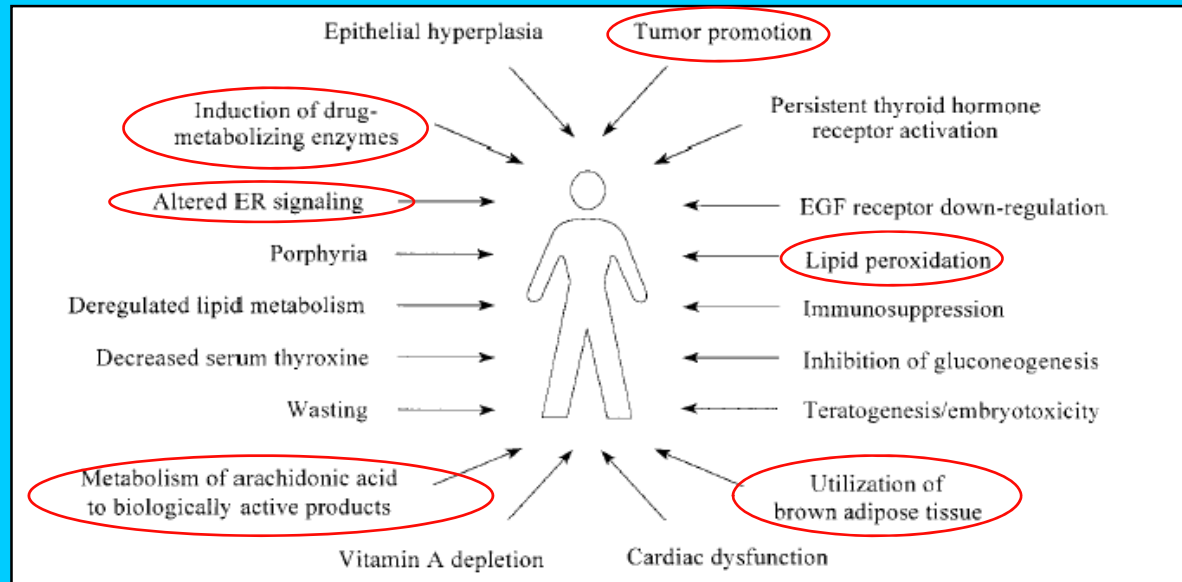 Epithelial hyperplasia
Tumor promotion
Induction of drug-
metabolizing enzymes
Persistent thyroid hormone
receptor activation
Altered ER signaling
EGF receptor down-regulation
Porphyria
Lipid peroxidation
Deregulated lipid metabolism
Immunosuppression
Decreased serum thyroxine
Inhibition of gluconeogenesis
Wasting
Teratogenesis/embryotoxicity
Metabolism of arachidonic acid
to biologically active products
Utilization of
brown adipose tissue
Vitamin A depletion
Cardiac dysfunction